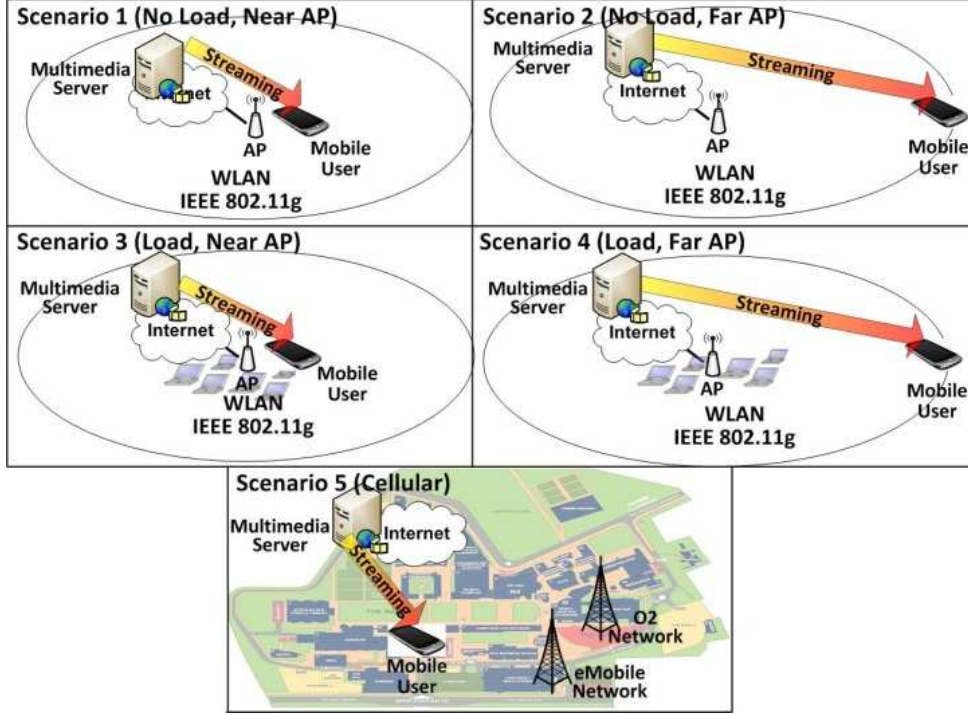 Scenario 1 (No Load, Near AP)
Multimedia
Server
Streaming
Internet
AP
Mobile
User
WLAN
IEEE 802.11g
Scenario 2 (No Load, Far AP)
Multimedia
Server
Streaming
Internet
AP
Mobile
User
WLAN
IEEE 802.11g
Scenario 3 (Load, Near AP)
Multimedia
Server
Streaming
Internet
AP
Mobile
User
WLAN
IEEE 802.11g
Scenario 4 (Load, Far AP)
Multimedia
Server
Streaming
Internet
AP
Mobile
User
WLAN
IEEE 802.11g
Scenario 5 (Cellular)
Multimedia
Server
Internet
Streaming
Mobile
User
O2
Network
eMobile
Network